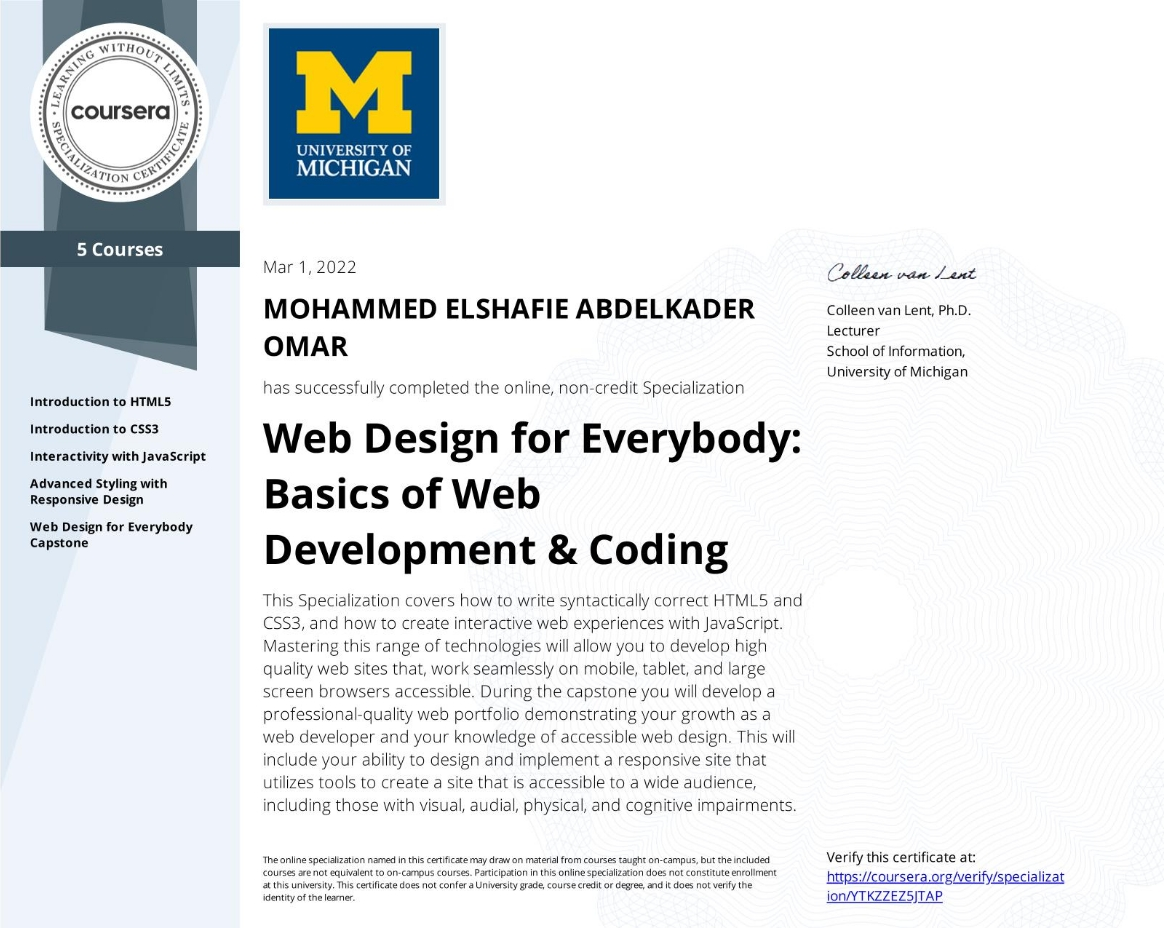 LEARNING WITHOUT LIMITS
coursera
SPECIALIZATION CERTIFICATE
5 Courses
Introduction to HTML5
Introduction to CSS3
Interactivity with JavaScript
Advanced Styling with
Responsive Design
Web Design for Everybody
Capstone
M
UNIVERSITY OF
MICHIGAN
Mar 1, 2022
MOHAMMED ELSHAFIE ABDELKADER
OMAR
has successfully completed the online, non-credit Specialization
Web Design for Everybody:
Basics of Web
Development & Coding
This Specialization covers how to write syntactically correct HTML5 and
CSS3, and how to create interactive web experiences with JavaScript.
Mastering this range of technologies will allow you to develop high
quality web sites that, work seamlessly on mobile, tablet, and large
screen browsers accessible. During the capstone you will develop a
professional-quality web portfolio demonstrating your growth as a
web developer and your knowledge of accessible web design. This will
include your ability to design and implement a responsive site that
utilizes tools to create a site that is accessible to a wide audience,
including those with visual, audial, physical, and cognitive impairments.
The online specialization named in this certificate may draw on material from courses taught on-campus, but the included
courses are not equivalent to on-campus courses. Participation in this online specialization does not constitute enrollment
at this university. This certificate does not confer a University grade, course credit or degree, and it does not verify the
identity of the learner.
Colleen van Lent
Colleen van Lent, Ph.D.
Lecturer
School of Information,
University of Michigan
Verify this certificate at:
https://coursera.org/verify/specializat
ion/YTKZZEZ5JTAP